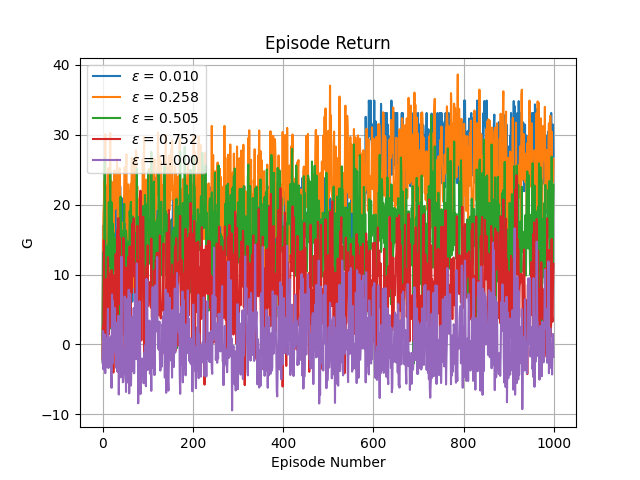 Episode Return
ε = 0.010
ε = 0.258
ε = 0.505
ε = 0.752
ε = 1.000
40
30
20
10
0
−10
G
0 200 400 600 800 1000
Episode Number